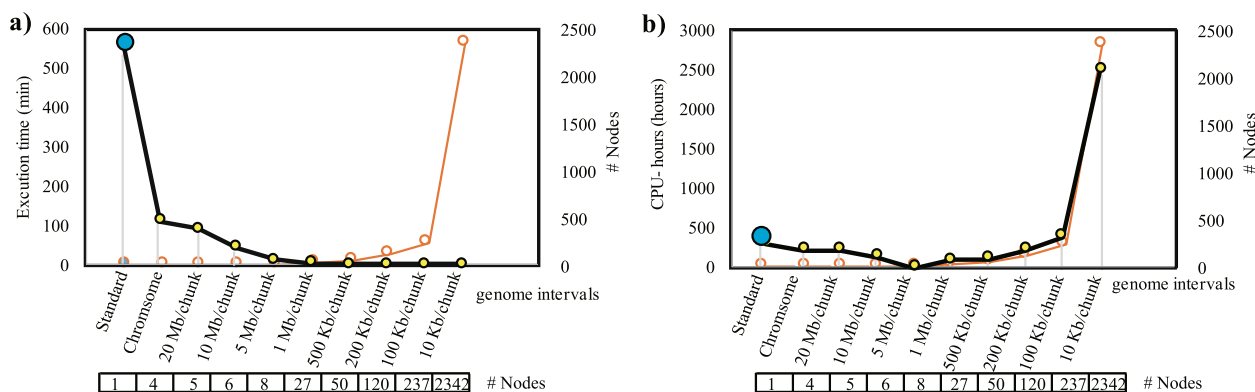 a)
600
500
400
300
200
100
0
Excution time (min)
2500
2000
1500
1000
500
0
# Nodes
Standard
Chromsome
20 Mb/chunk
10 Mb/chunk
5 Mb/chunk
1 Mb/chunk
500 Kb/chunk
200 Kb/chunk
100 Kb/chunk
10 Kb/chunk
genome intervals
1 4 5 6 8 27 50 120 237 2342 # Nodes
b)
3000
2500
2000
1500
1000
500
0
CPU- hours (hours)
2500
2000
1500
1000
500
0
# Nodes
Standard
Chromsome
20 Mb/chunk
10 Mb/chunk
5 Mb/chunk
1 Mb/chunk
500 Kb/chunk
200 Kb/chunk
100 Kb/chunk
10 Kb/chunk
genome intervals
1 4 5 6 8 27 50 120 237 2342 # Nodes